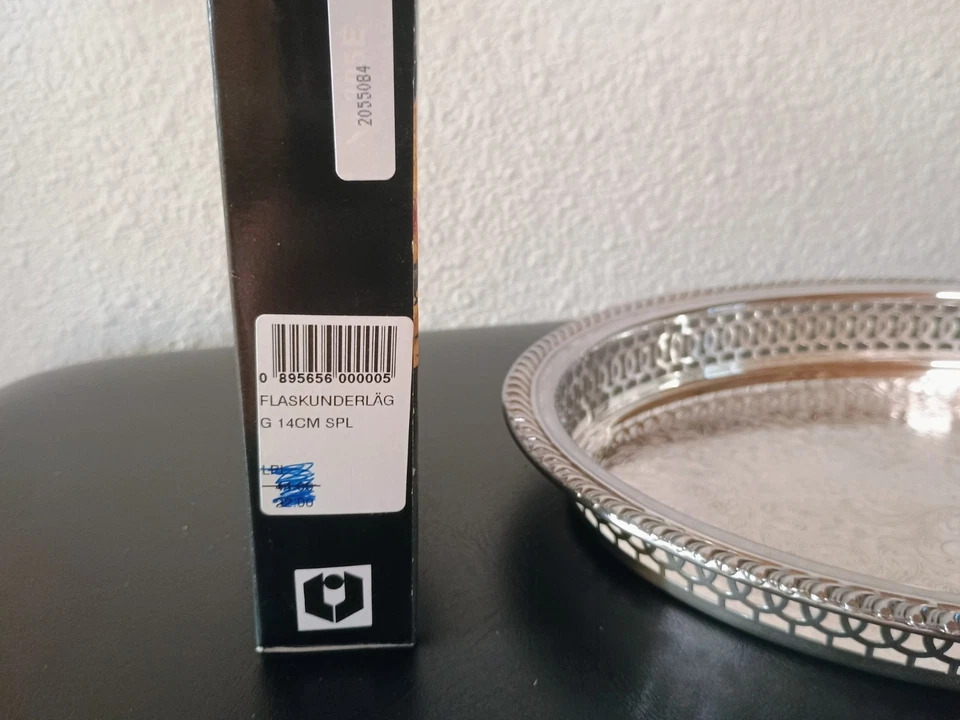 2055084
0 895656 000005
FLASKUNDERLÄG
G 14CM SPL